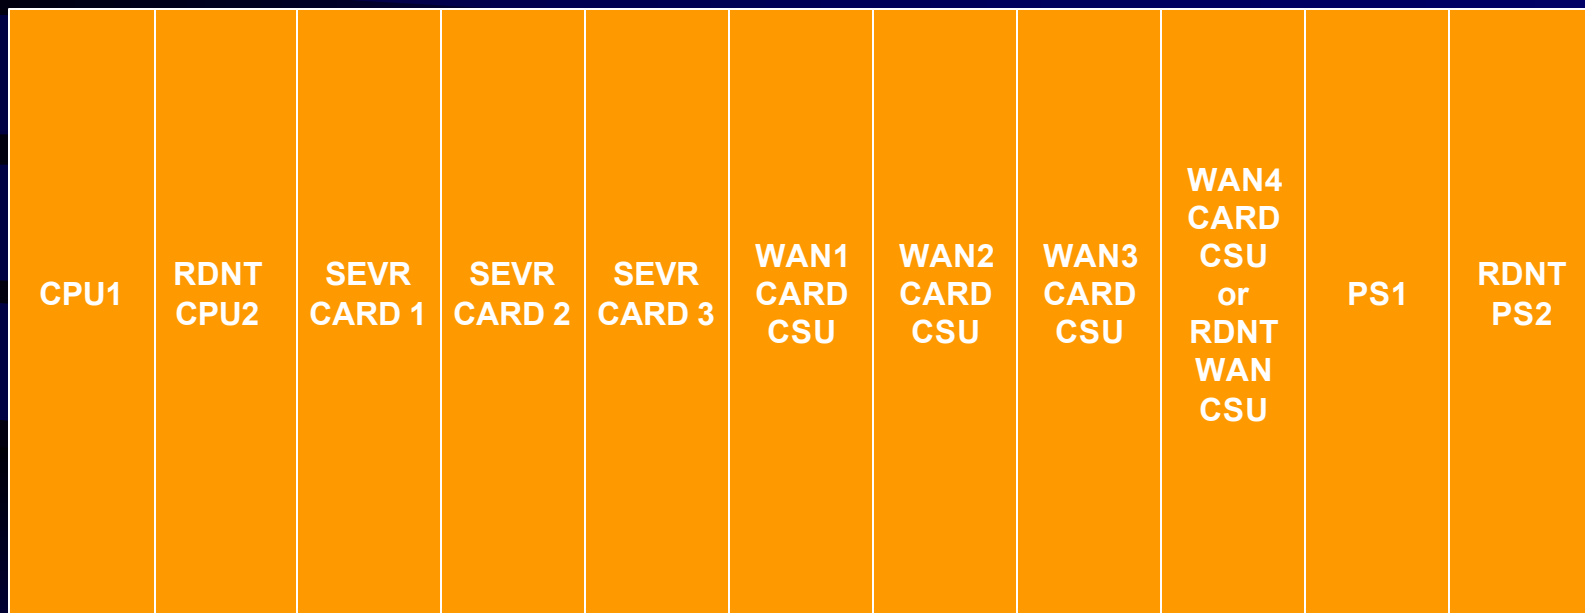 CPU1
RDNT
CPU2
SEVR
CARD 1
SEVR
CARD 2
SEVR
CARD 3
WAN1
CARD
CSU
WAN2
CARD
CSU
WAN3
CARD
CSU
WAN4
CARD
CSU
or
RDNT
WAN
CSU
PS1
RDNT
PS2